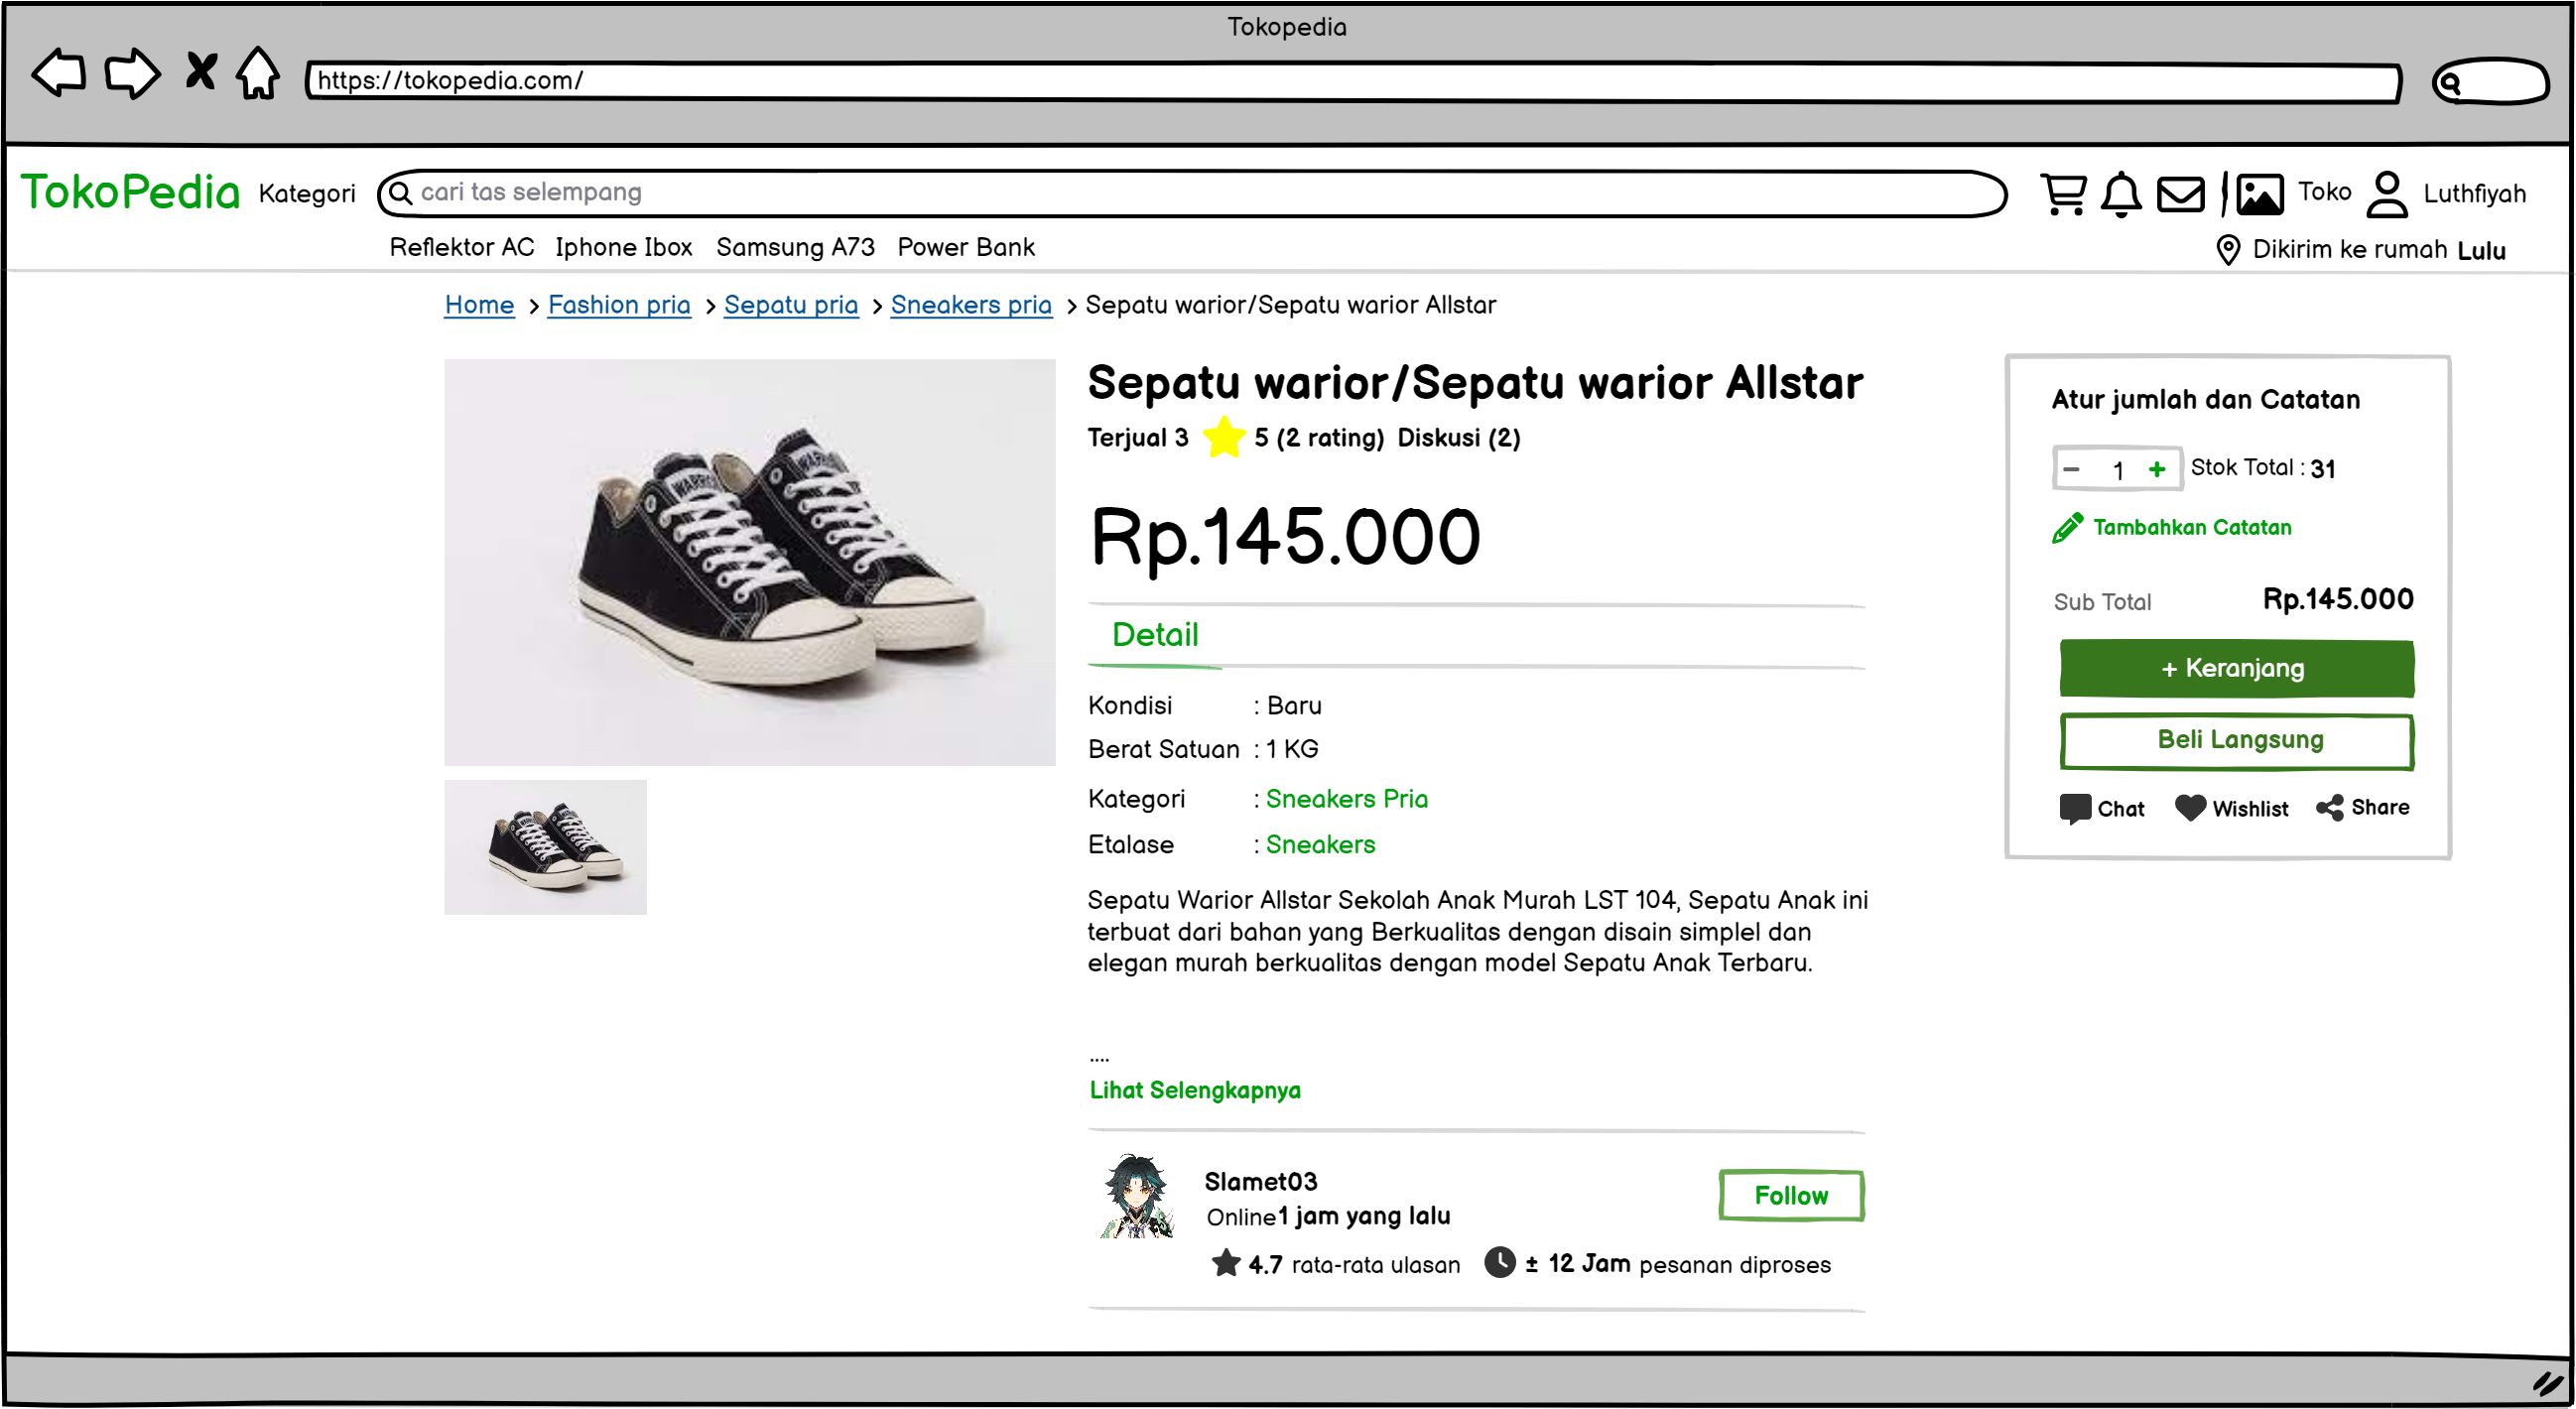 Tokopedia
https://tokopedia.com/
TokoPedia Kategori cari tas selempang Toko Luthfiyah
Reflektor AC Iphone Ibox Samsung A73 Power Bank Dikirim ke rumah Lulu
Home > Fashion pria > Sepatu pria > Sneakers pria > Sepatu warior/Sepatu warior Allstar
Sepatu warior/Sepatu warior Allstar
Terjual 3 5 (2 rating) Diskusi (2)
Rp.145.000
Detail
Kondisi : Baru
Berat Satuan : 1 KG
Kategori : Sneakers Pria
Etalase : Sneakers
Sepatu Warior Allstar Sekolah Anak Murah LST 104, Sepatu Anak ini
terbuat dari bahan yang Berkualitas dengan disain simplel dan
elegan murah berkualitas dengan model Sepatu Anak Terbaru.
....
Lihat Selengkapnya
Slamet03
Online 1 jam yang lalu
Follow
4.7 rata-rata ulasan ± 12 Jam pesanan diproses
Atur jumlah dan Catatan
− 1 + Stok Total : 31
Tambahkan Catatan
Sub Total Rp.145.000
+ Keranjang
Beli Langsung
Chat Wishlist Share